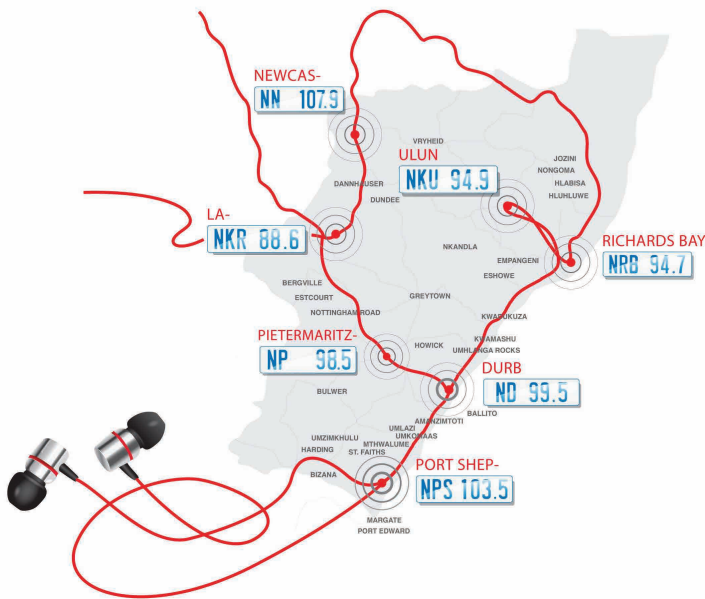 NEWCAS-
NN 107.9
VRYHEID
ULUN
NKU 94.9
JOZINI
NONGOMA
HLABISA
HLUHLUWE
DANNHAUSER
DUNDEE
LA-
NKR 88.6
NKANDLA
EMPANGENI
ESHOWE
RICHARDS BAY
NRB 94.7
BERGVILLE
ESTCOURT
NOTTINGHAM ROAD
GREYTOWN
KWADUKUZA
PIETERMARITZ-
NP 98.5
HOWICK
KWAMASHU
UMHLANGA ROCKS
DURB
ND 99.5
BULWER
BALLITO
AMANZIMTOTI
UMLAZI
UMKOMAAS
UMZIMKHULU
MTHWALUME
HARDING
ST. FAITHS
BIZANA
PORT SHEP-
NPS 103.5
MARGATE
PORT EDWARD